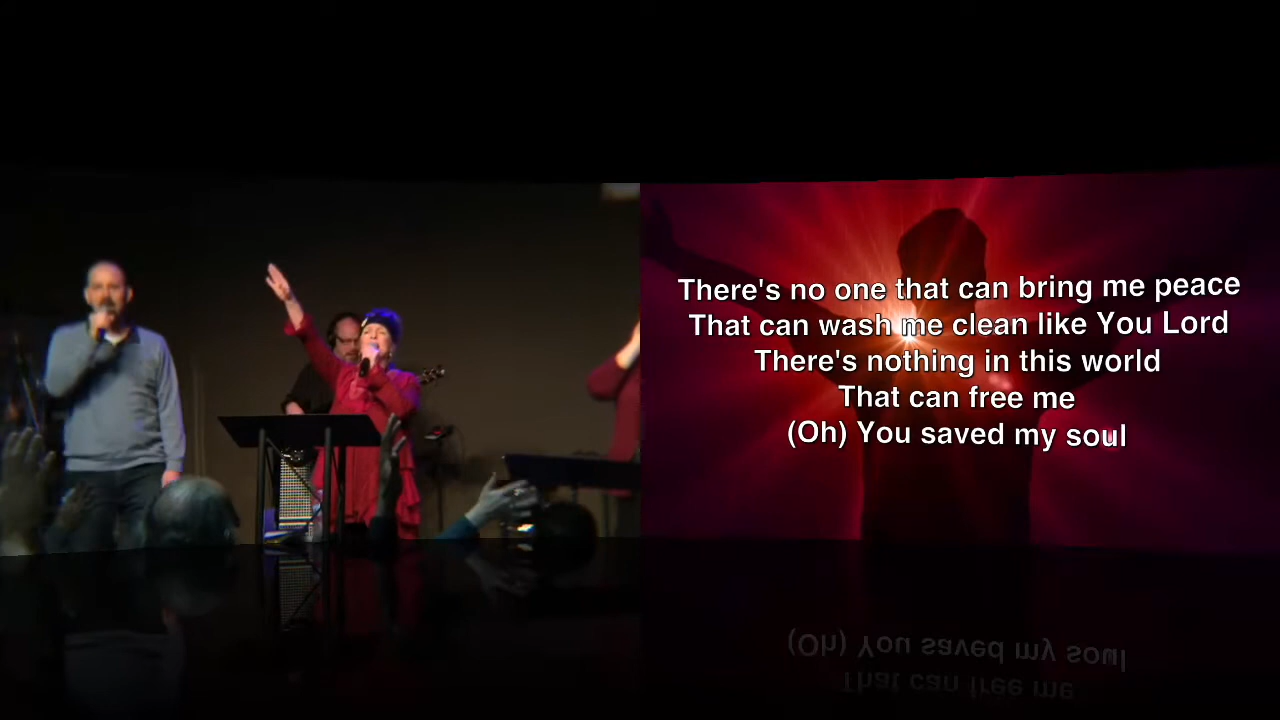 There's no one that can bring me peace
That can wash me clean like You Lord
There's nothing in this world
That can free me
(Oh) You saved my soul